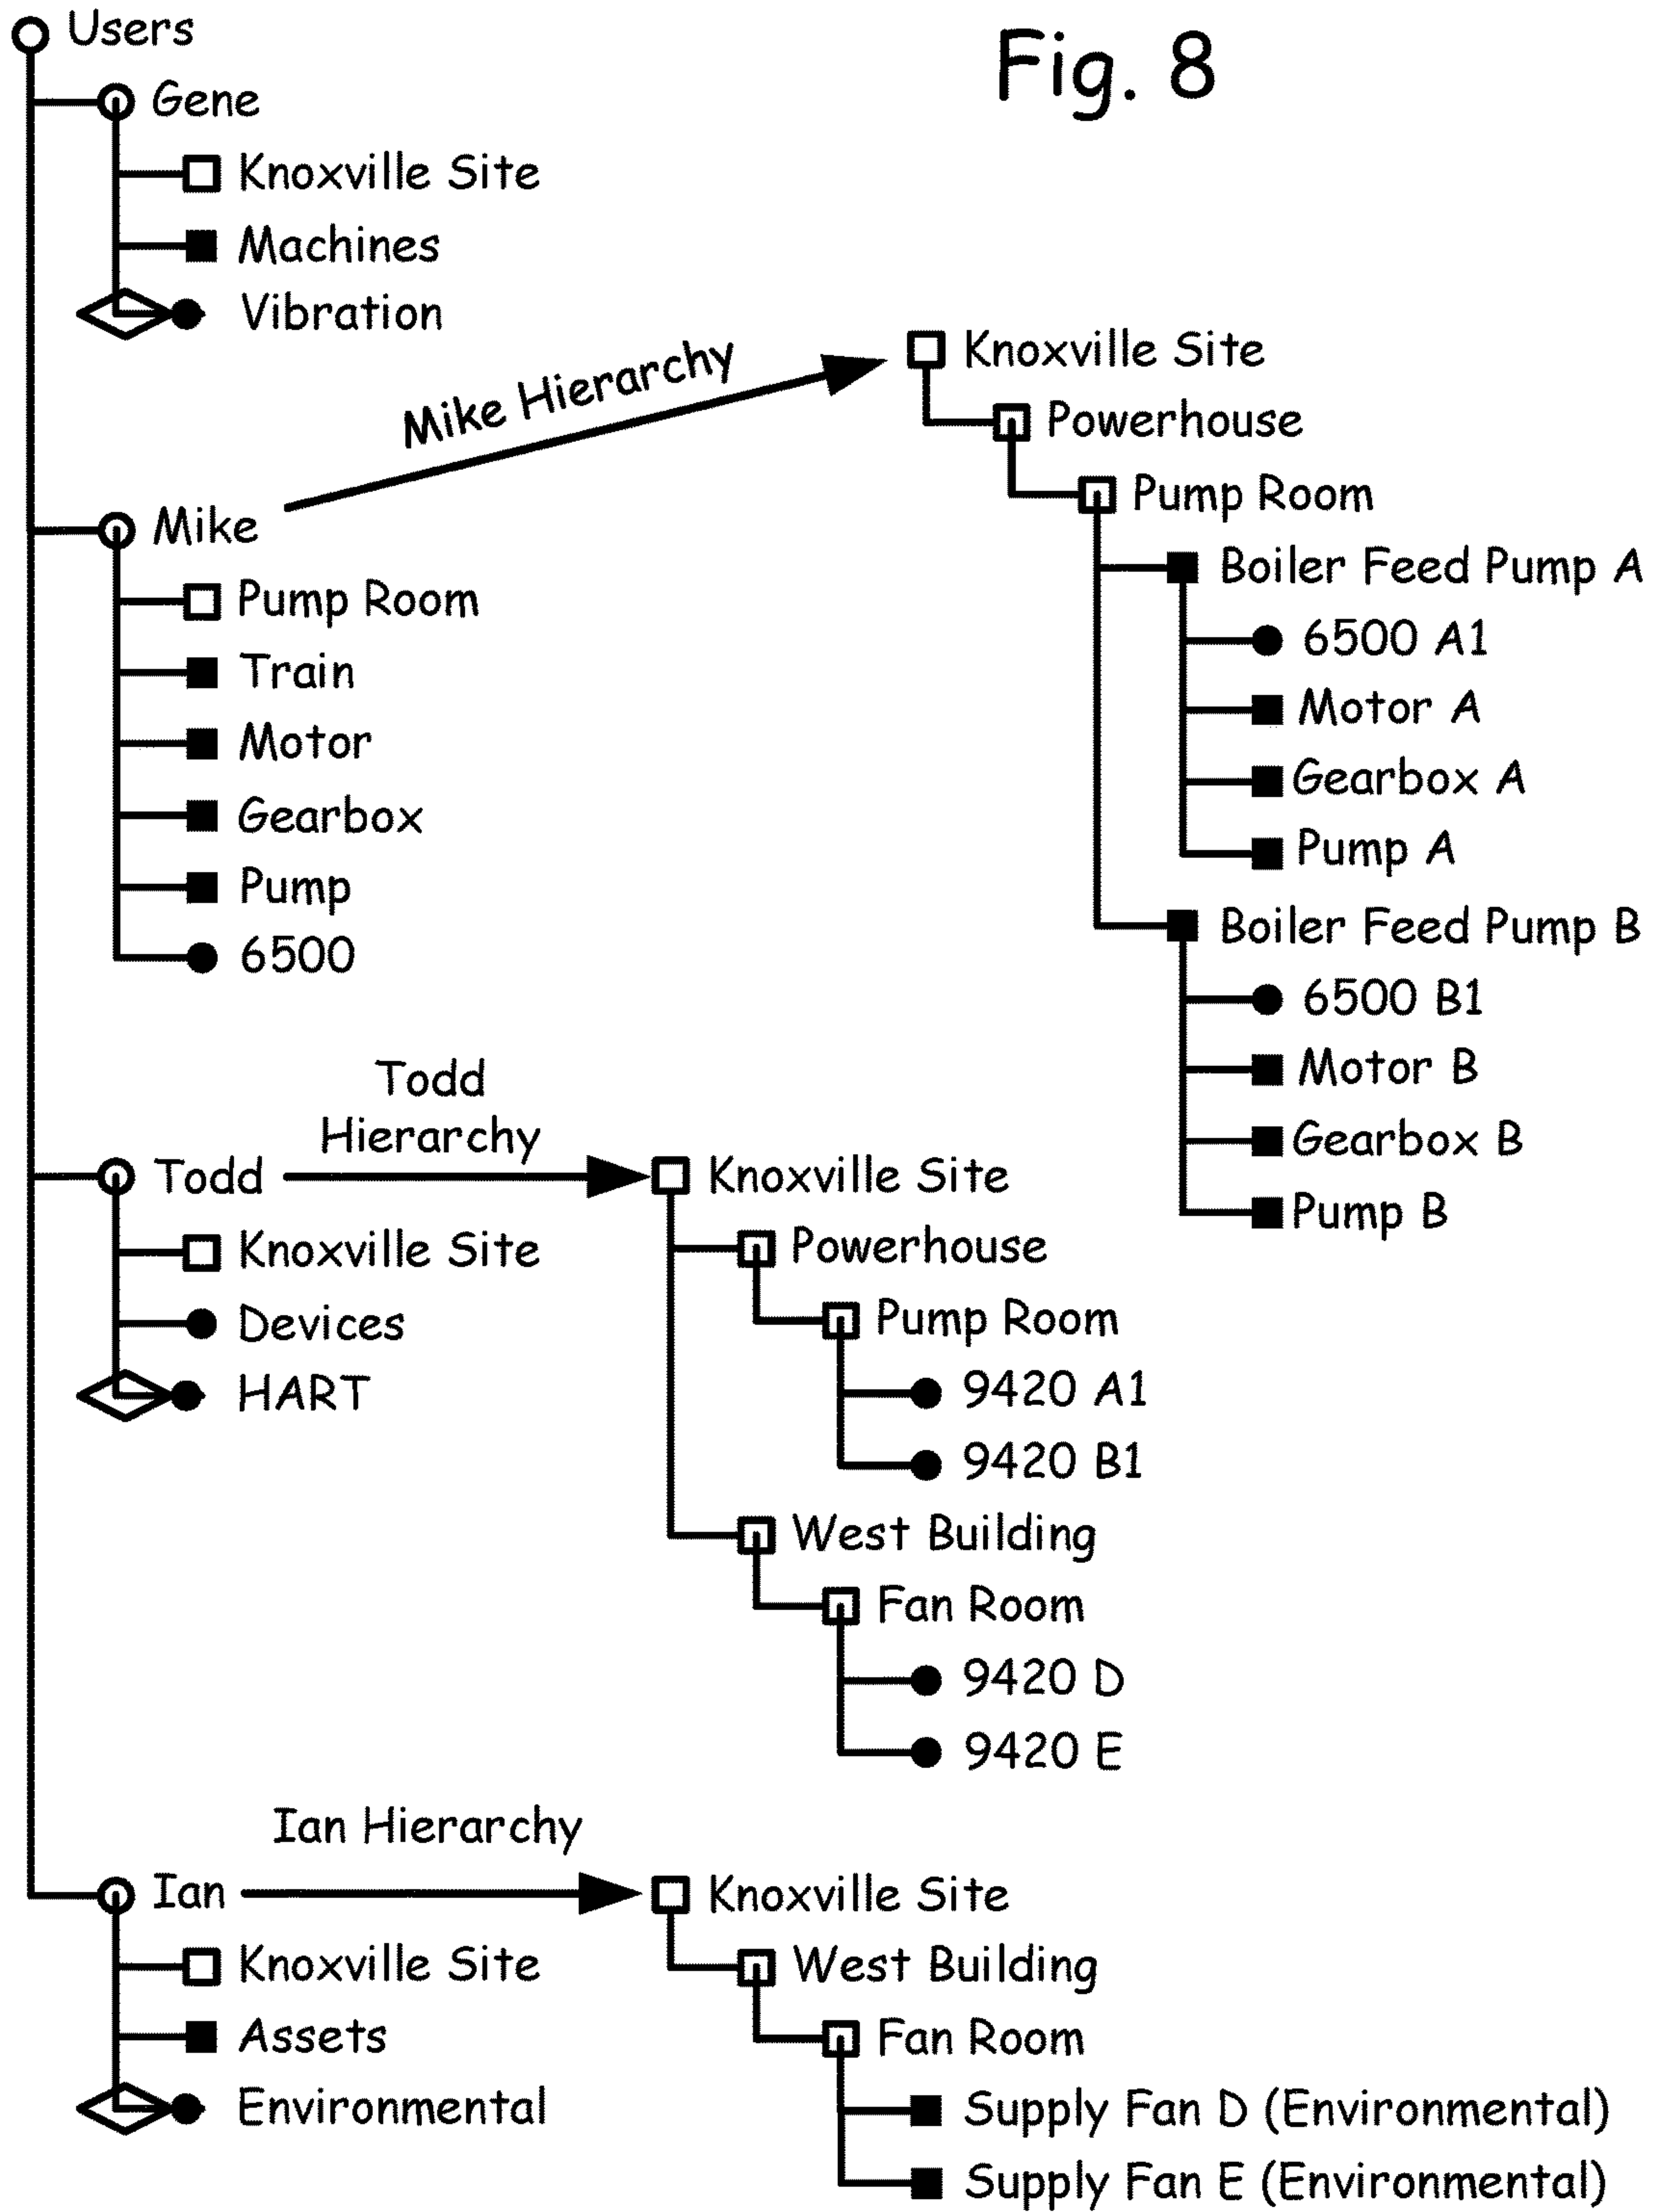 Users
Fig. 8
Gene
Knoxville Site
Machines
Vibration
Mike Hierarchy
Knoxville Site
Powerhouse
Pump Room
Boiler Feed Pump A
6500 A1
Motor A
Gearbox A
Pump A
Boiler Feed Pump B
6500 B1
Motor B
Gearbox B
Pump B
Mike
Pump Room
Train
Motor
Gearbox
Pump
6500
Todd
Hierarchy
Todd
Knoxville Site
Devices
HART
Knoxville Site
Powerhouse
Pump Room
9420 A1
9420 B1
West Building
Fan Room
9420 D
9420 E
Ian Hierarchy
Ian
Knoxville Site
Assets
Environmental
Knoxville Site
West Building
Fan Room
Supply Fan D (Environmental)
Supply Fan E (Environmental)